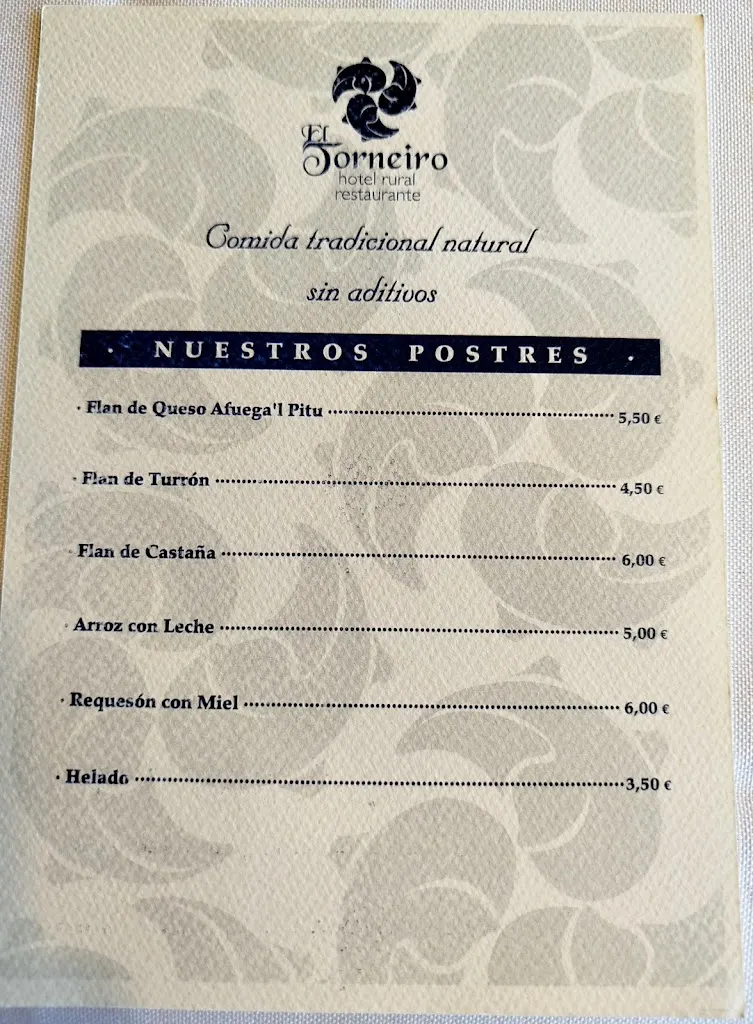 El
Torneiro
hotel rural
restaurante
Comida tradicional natural
sin aditivos
· NUESTROS POSTRES ·
· Flan de Queso Afuega'l Pitu ........ 5,50 €
· Flan de Turrón ........ 4,50 €
· Flan de Castaña ........ 6,00 €
· Arroz con Leche ........ 5,00 €
· Requesón con Miel ........ 6,00 €
· Helado ........ 3,50 €